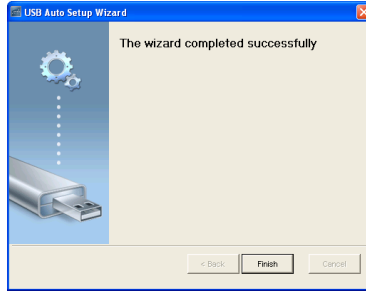 USB Auto Setup Wizard
The wizard completed successfully
< Back
Finish
Cancel